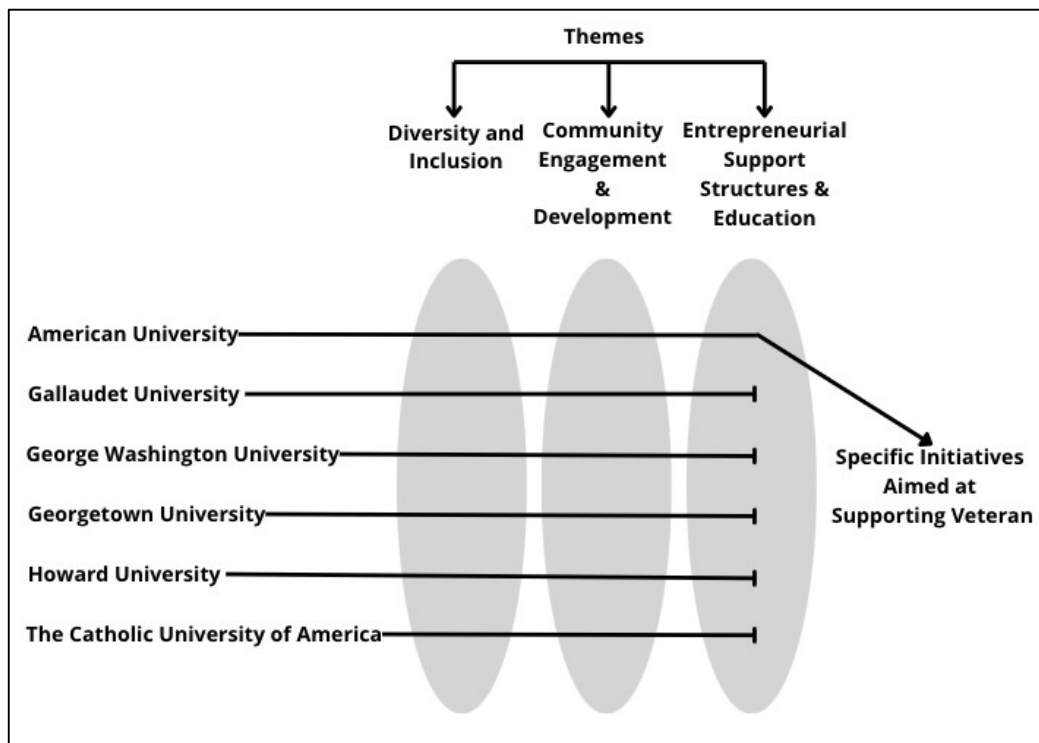 Themes
Diversity and
Inclusion
Community
Engagement
&
Development
Entrepreneurial
Support
Structures &
Education
American University
Gallaudet University
George Washington University
Georgetown University
Howard University
The Catholic University of America
Specific Initiatives
Aimed at
Supporting Veteran